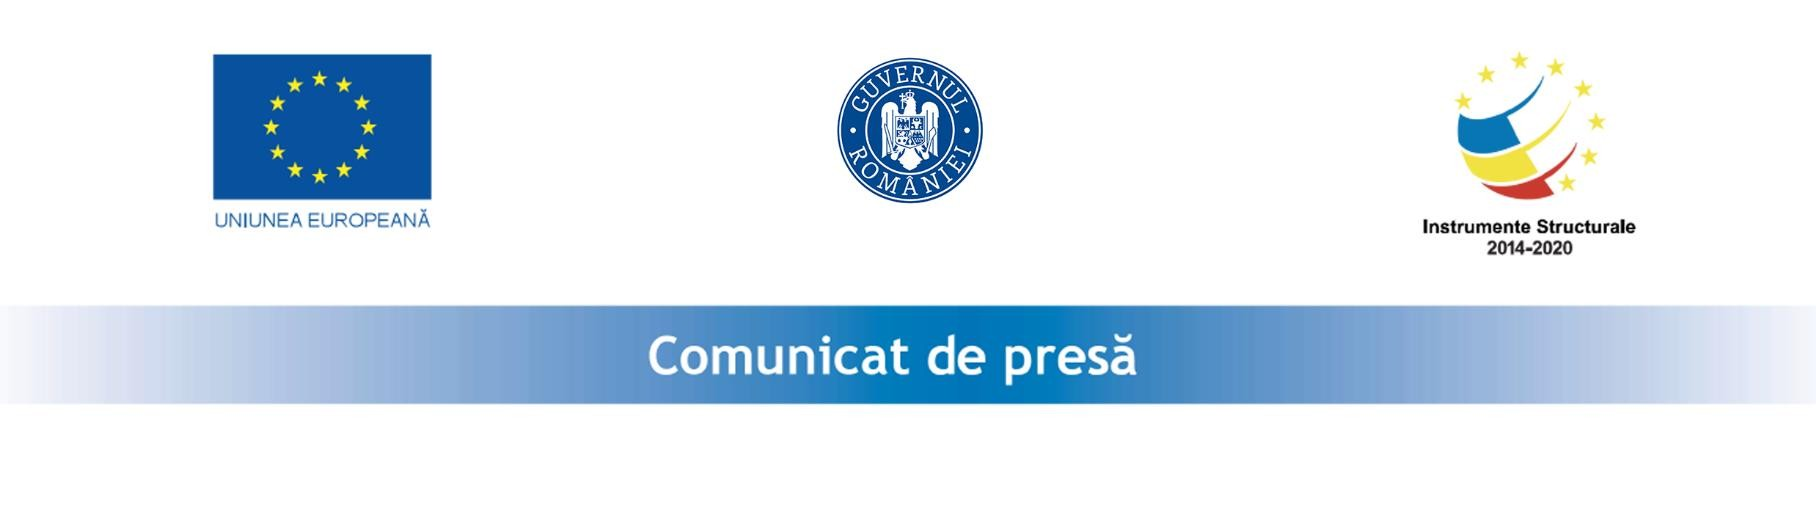 UNIUNEA EUROPEANĂ
GUVERNUL ROMÂNIEI
Instrumente Structurale
2014-2020
Comunicat de presă